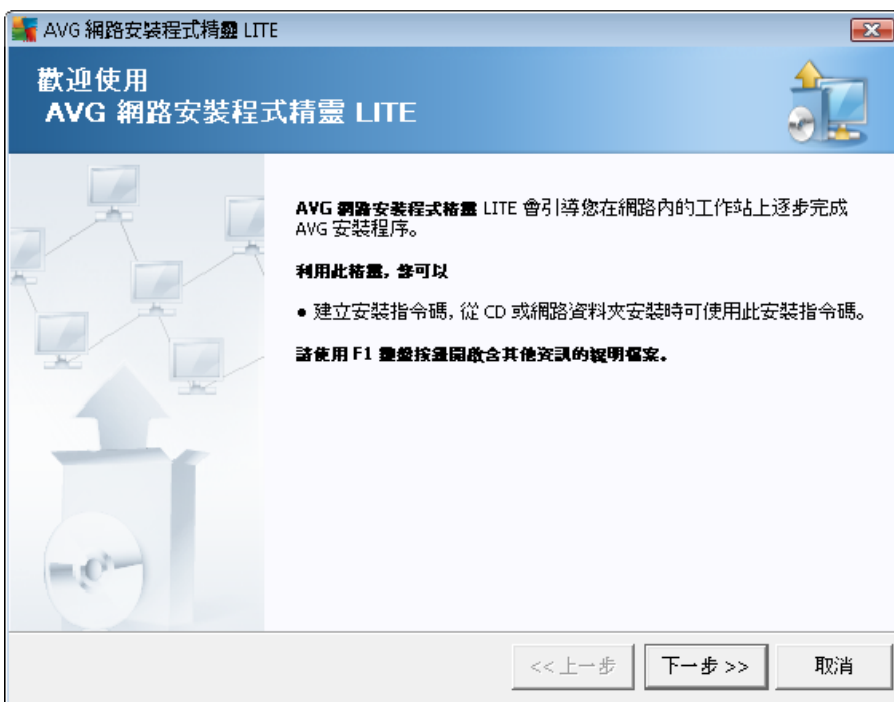 AVG 網路安裝程式精靈 LITE
歡迎使用
AVG 網路安裝程式精靈 LITE
AVG 網路安裝程式精靈 LITE 會引導您在網路內的工作站上逐步完成
AVG 安裝程序。
利用此精靈, 您可以
• 建立安裝指令碼, 從 CD 或網路資料夾安裝時可使用此安裝指令碼。
請使用 F1 鍵盤按鈕開啟含其他資訊的說明檔案。
<< 上一步
下一步 >>
取消